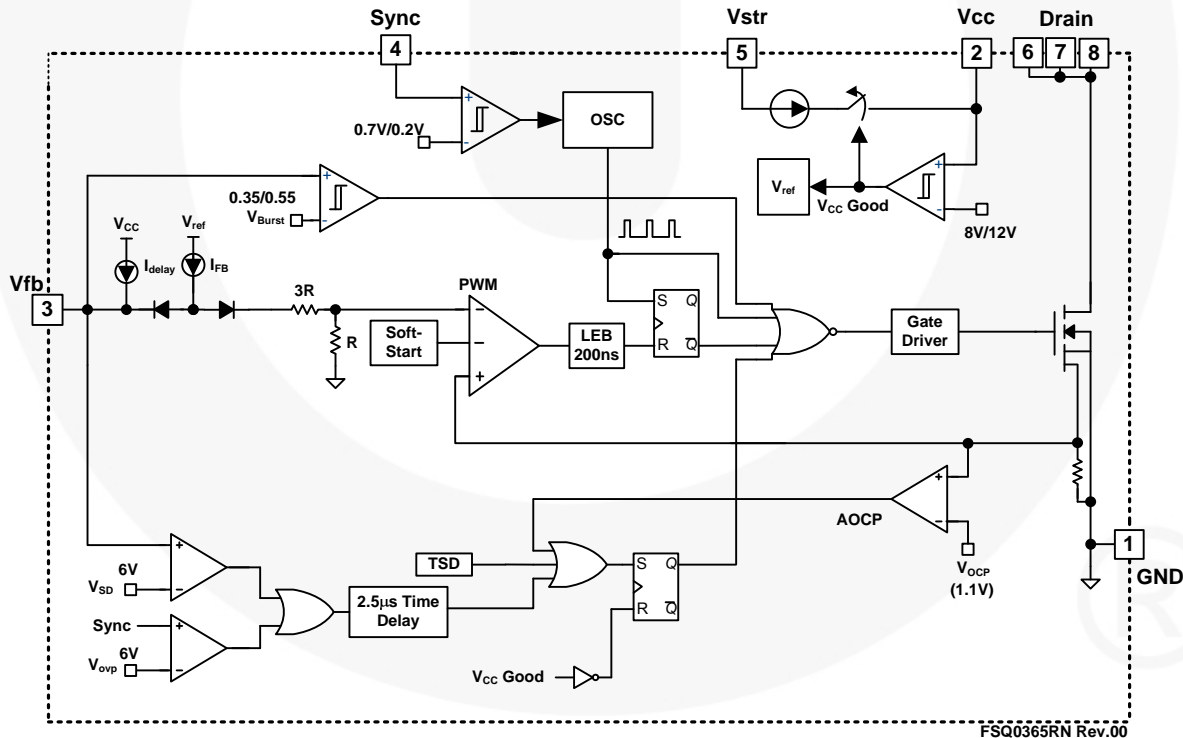 Sync
Vstr
Vcc
Drain
4
5
2
6
7
8
+
-
0.7V/0.2V
OSC
Vref
VCC Good
+
-
8V/12V
+
-
0.35/0.55
VBurst
VCC
Vref
Idelay
IFB
Vfb
3
3R
R
PWM
Soft-
Start
−
−
+
LEB
200ns
S
Q
R
Q̅
Gate
Driver
AOCP
+
-
VOCP
(1.1V)
1
GND
TSD
S
Q
R
Q̅
6V
VSD
+
-
2.5μs Time
Delay
Sync
6V
Vovp
+
-
VCC Good
®
FSQ0365RN Rev.00